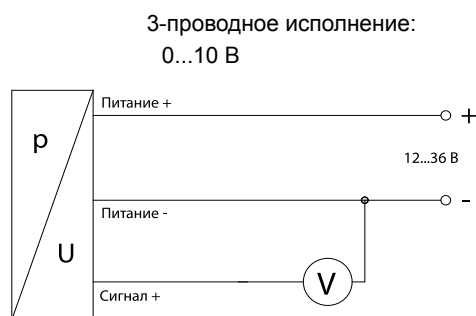 3-проводное исполнение:
0...10 В
Питание +
+
p
12...36 В
Питание -
-
U
V
Сигнал +